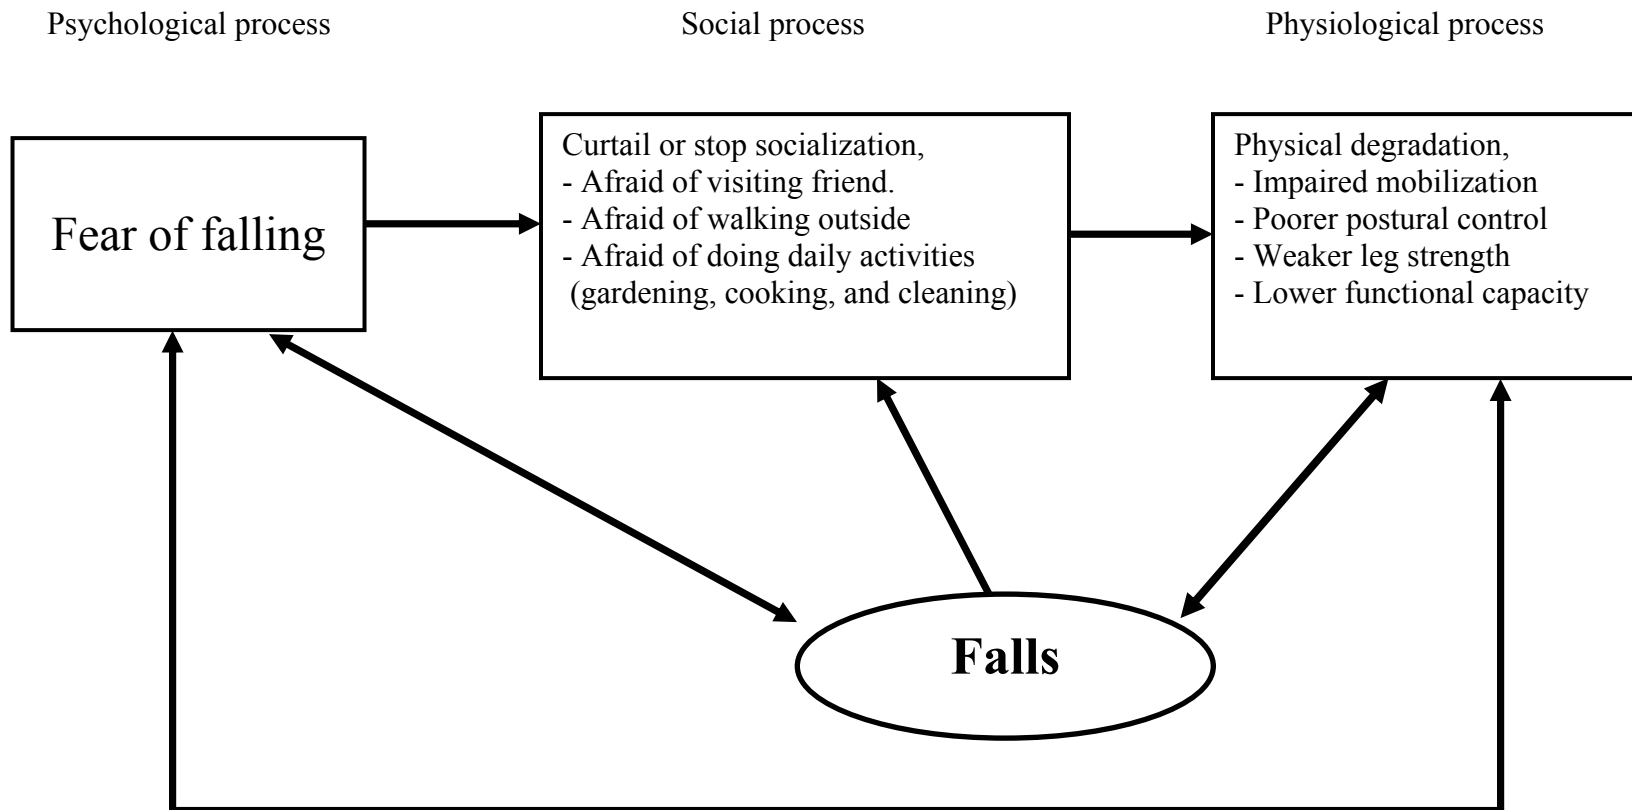 Psychological process
Social process
Physiological process
Fear of falling
Curtail or stop socialization,
- Afraid of visiting friend.
- Afraid of walking outside
- Afraid of doing daily activities
(gardening, cooking, and cleaning)
Physical degradation,
- Impaired mobilization
- Poorer postural control
- Weaker leg strength
- Lower functional capacity
Falls